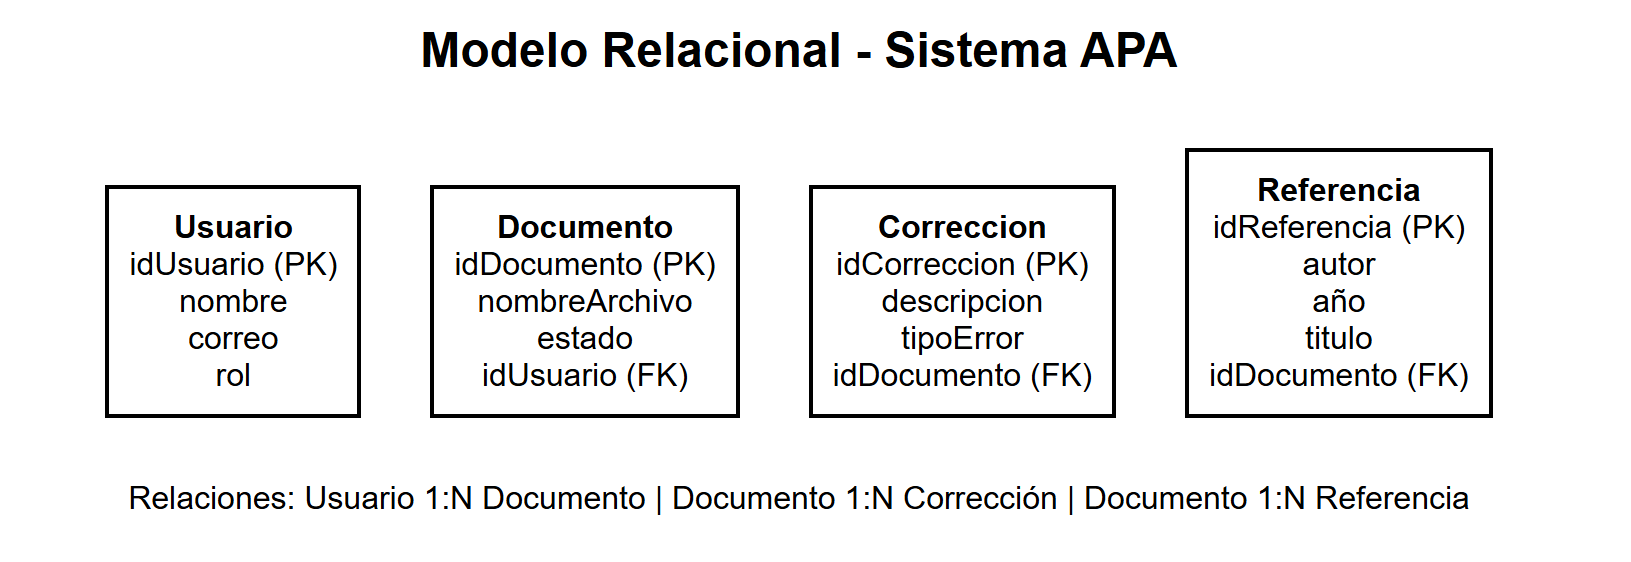 Modelo Relacional - Sistema APA
Usuario
idUsuario (PK)
nombre
correo
rol
Documento
idDocumento (PK)
nombreArchivo
estado
idUsuario (FK)
Correccion
idCorreccion (PK)
descripcion
tipoError
idDocumento (FK)
Referencia
idReferencia (PK)
autor
año
titulo
idDocumento (FK)
Relaciones: Usuario 1:N Documento | Documento 1:N Corrección | Documento 1:N Referencia